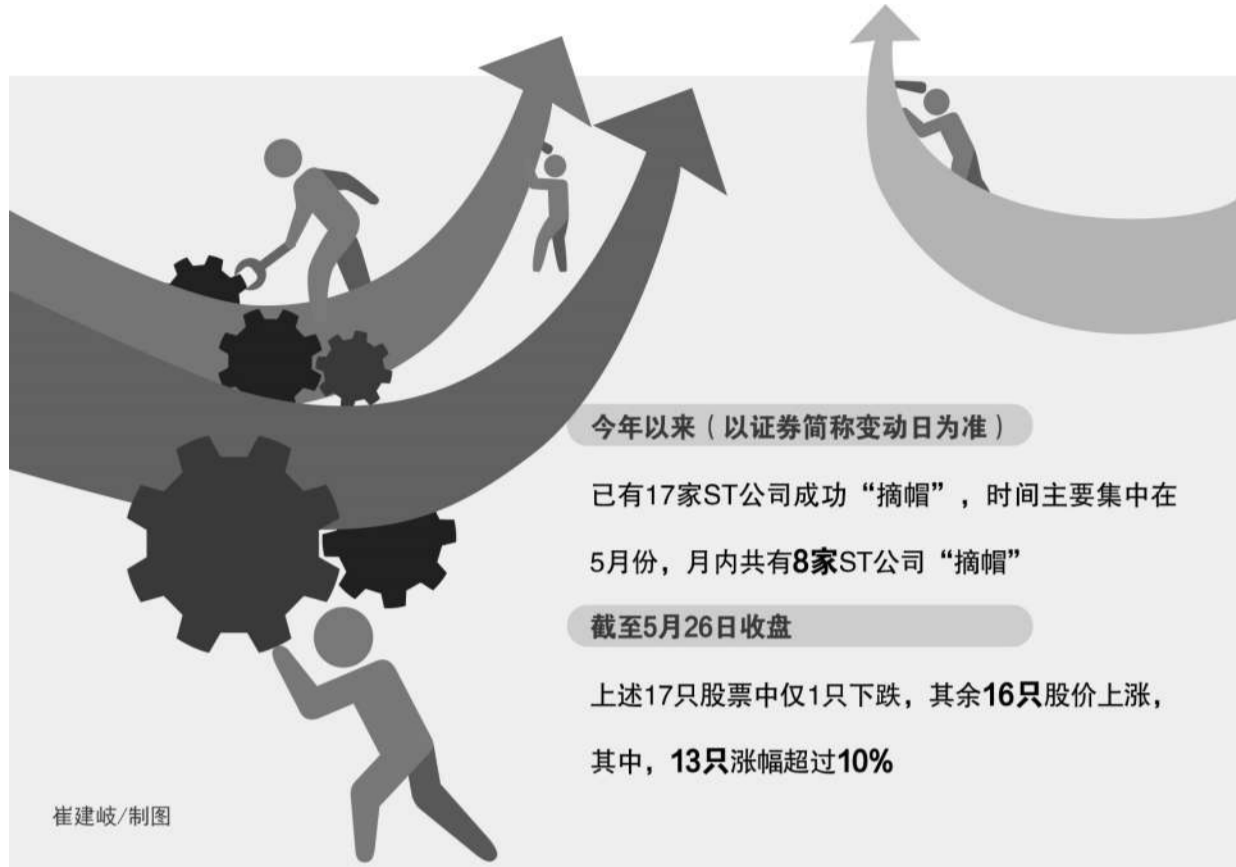 今年以来（以证券简称变动日为准）
已有17家ST公司成功“摘帽”，时间主要集中在
5月份，月内共有8家ST公司“摘帽”
截至5月26日收盘
上述17只股票中仅1只下跌，其余16只股价上涨，
其中，13只涨幅超过10%
崔建岐/制图